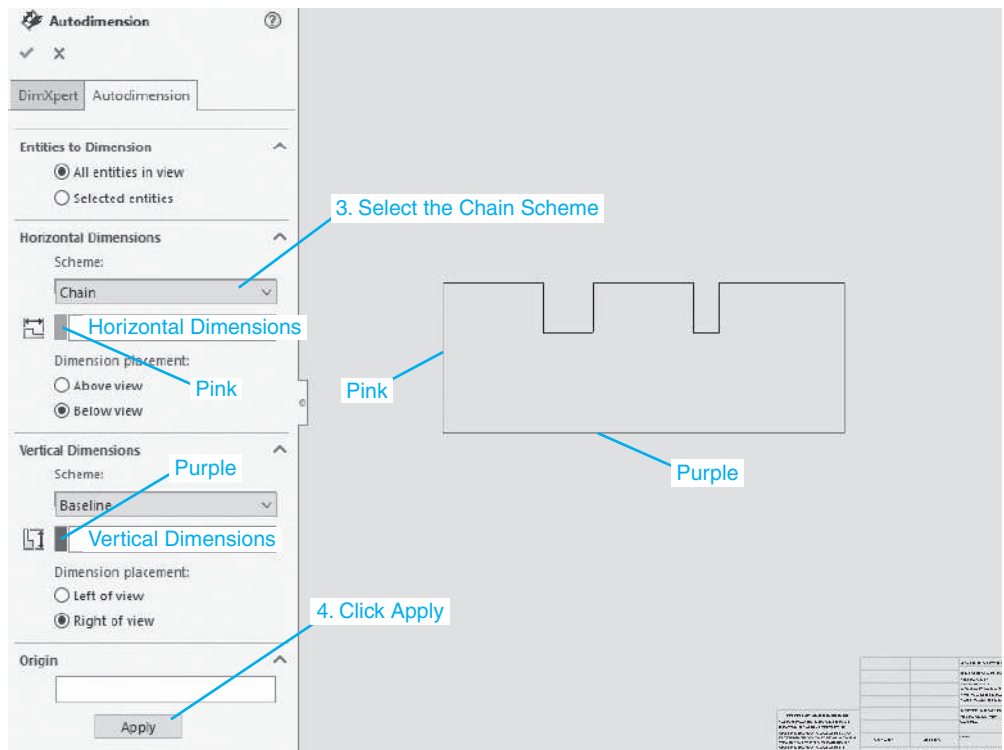 Autodimension
DimXpert Autodimension
Entities to Dimension
All entities in view
Selected entities
3. Select the Chain Scheme
Horizontal Dimensions
Scheme:
Chain
Horizontal Dimensions
Dimension placement:
Above view
Pink
Below view
Pink
Vertical Dimensions
Scheme:
Purple
Baseline
Vertical Dimensions
Purple
Dimension placement:
Left of view
Right of view
4. Click Apply
Origin
Apply